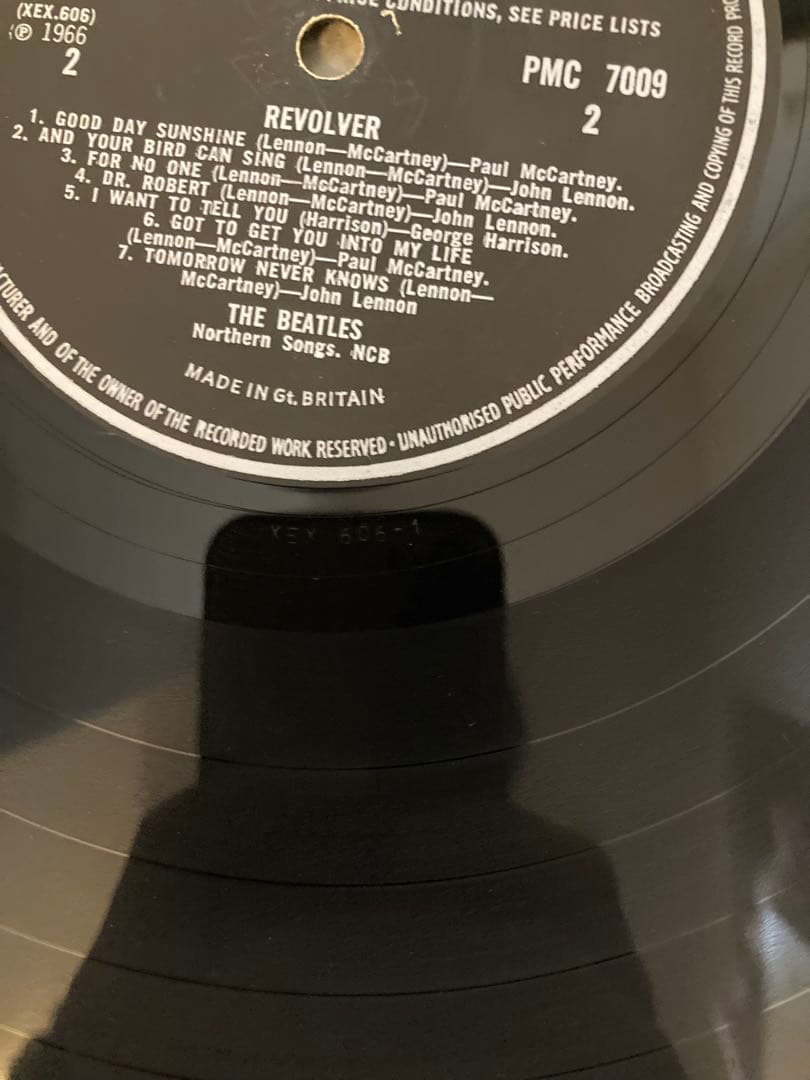 PRICE CONDITIONS, SEE PRICE LISTS
(XEX.606)
Ⓟ 1966
2
PMC 7009
2
REVOLVER
1. GOOD DAY SUNSHINE (Lennon—McCartney)—Paul McCartney.
2. AND YOUR BIRD CAN SING (Lennon—McCartney)—John Lennon.
3. FOR NO ONE (Lennon—McCartney)—Paul McCartney.
4. DR. ROBERT (Lennon—McCartney)—John Lennon.
5. I WANT TO TELL YOU (Harrison)—George Harrison.
6. GOT TO GET YOU INTO MY LIFE
(Lennon—McCartney)—Paul McCartney.
7. TOMORROW NEVER KNOWS (Lennon—
McCartney)—John Lennon
THE BEATLES
Northern Songs. NCB
MADE IN Gt. BRITAIN
TURER AND OF THE OWNER OF THE RECORDED WORK RESERVED · UNAUTHORISED PUBLIC PERFORMANCE BROADCASTING AND COPYING OF THIS RECORD PRO
XEX 606-1